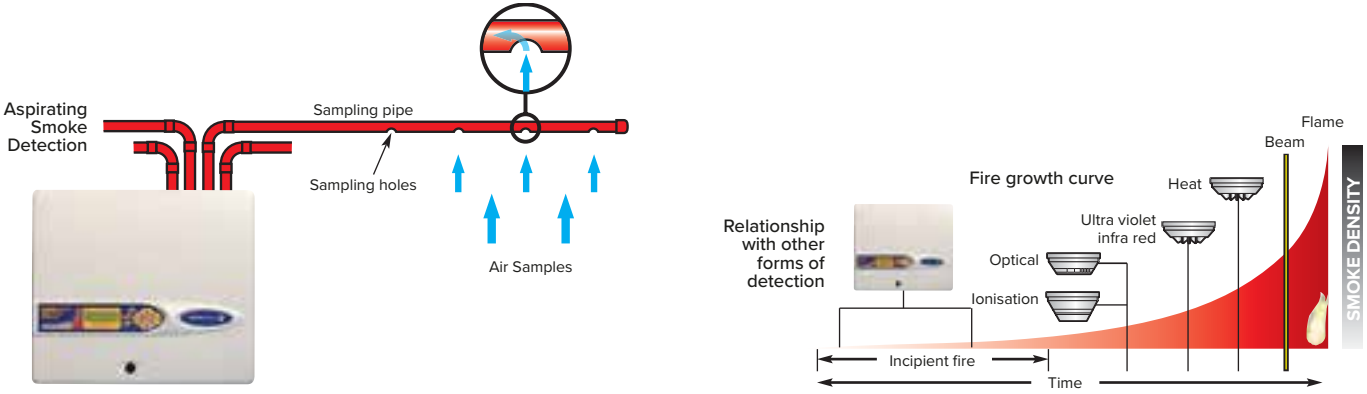 Aspirating
Smoke
Detection
Sampling pipe
Sampling holes
Air Samples
Relationship
with other
forms of
detection
Fire growth curve
Optical
Ionisation
Ultra violet
infra red
Heat
Beam
Flame
SMOKE DENSITY
Incipient fire
Time